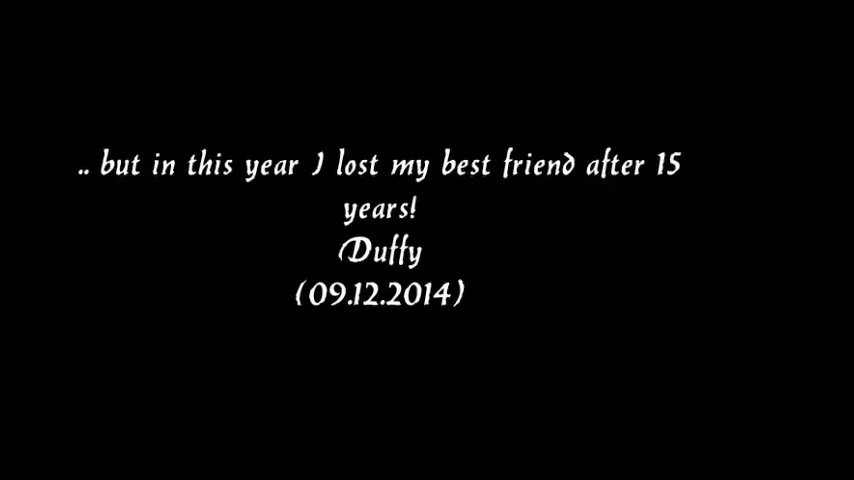 .. but in this year I lost my best friend after 15
years!
Duffy
(09.12.2014)